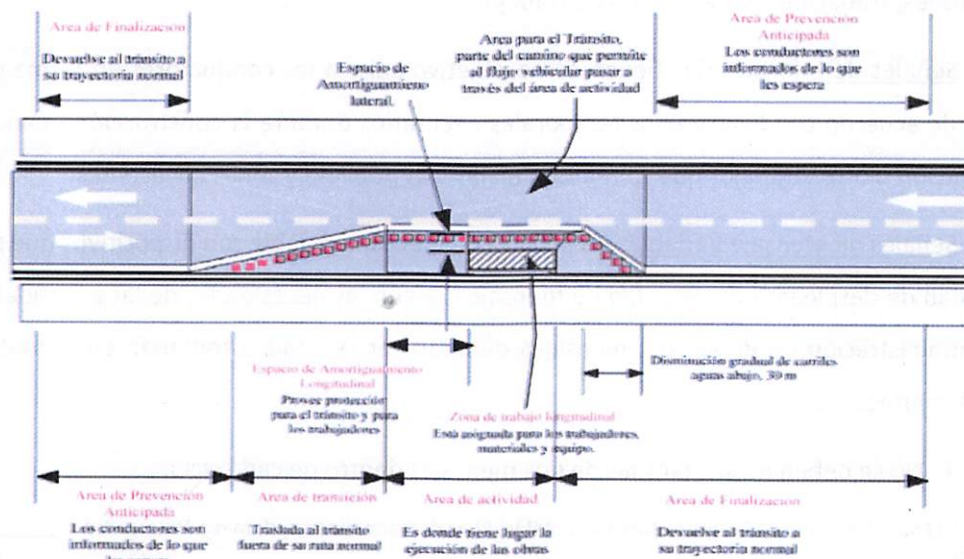 Area de Finalización
Devuelve al tránsito a
su trayectoria normal
Espacio de
Amortiguamieno
lateral.
Area para el Tránsito,
parte del camino que permite
al flujo vehicular pasar a
través del área de actividad
Area de Prevención
Anticipada
Los conductores son
informados de lo que
les espera
Espacio de Amortiguamiento
Longitudinal
Provee protección
para el tránsito y para
los trabajadores
Zona de trabajo longitudinal
Está asignada para los trabajadores,
materiales y equipo.
Disminución gradual de carriles
aguas abajo, 30 m
Area de Prevención
Anticipada
Los conductores son
informados de lo que
les espera
Area de transición
Traslada al tránsito
fuera de su ruta normal
Area de actividad
Es donde tiene lugar la
ejecución de las obras
Area de Finalización
Devuelve al tránsito a
su trayectoria normal